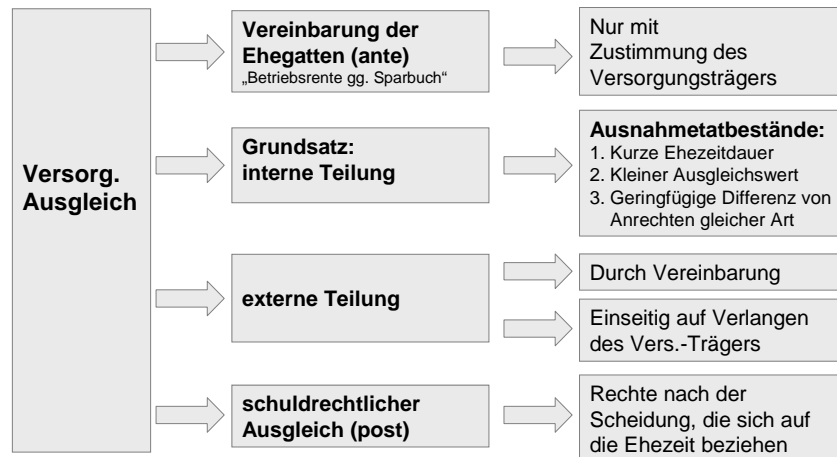 Versorg.
Ausgleich
Vereinbarung der
Ehegatten (ante)
„Betriebsrente gg. Sparbuch“
Nur mit
Zustimmung des
Versorgungsträgers
Grundsatz:
interne Teilung
Ausnahmetatbestände:
1. Kurze Ehezeitdauer
2. Kleiner Ausgleichswert
3. Geringfügige Differenz von
Anrechten gleicher Art
externe Teilung
Durch Vereinbarung
Einseitig auf Verlangen
des Vers.-Trägers
schuldrechtlicher
Ausgleich (post)
Rechte nach der
Scheidung, die sich auf
die Ehezeit beziehen